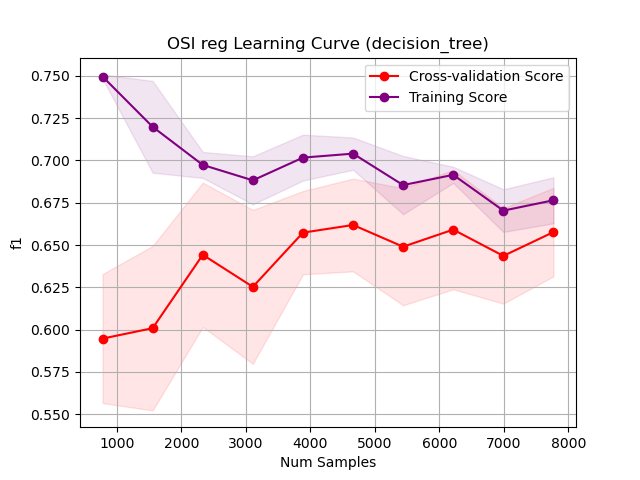 OSI reg Learning Curve (decision_tree)
Cross-validation Score
Training Score
0.750
0.725
0.700
0.675
0.650
0.625
0.600
0.575
0.550
f1
1000 2000 3000 4000 5000 6000 7000 8000
Num Samples